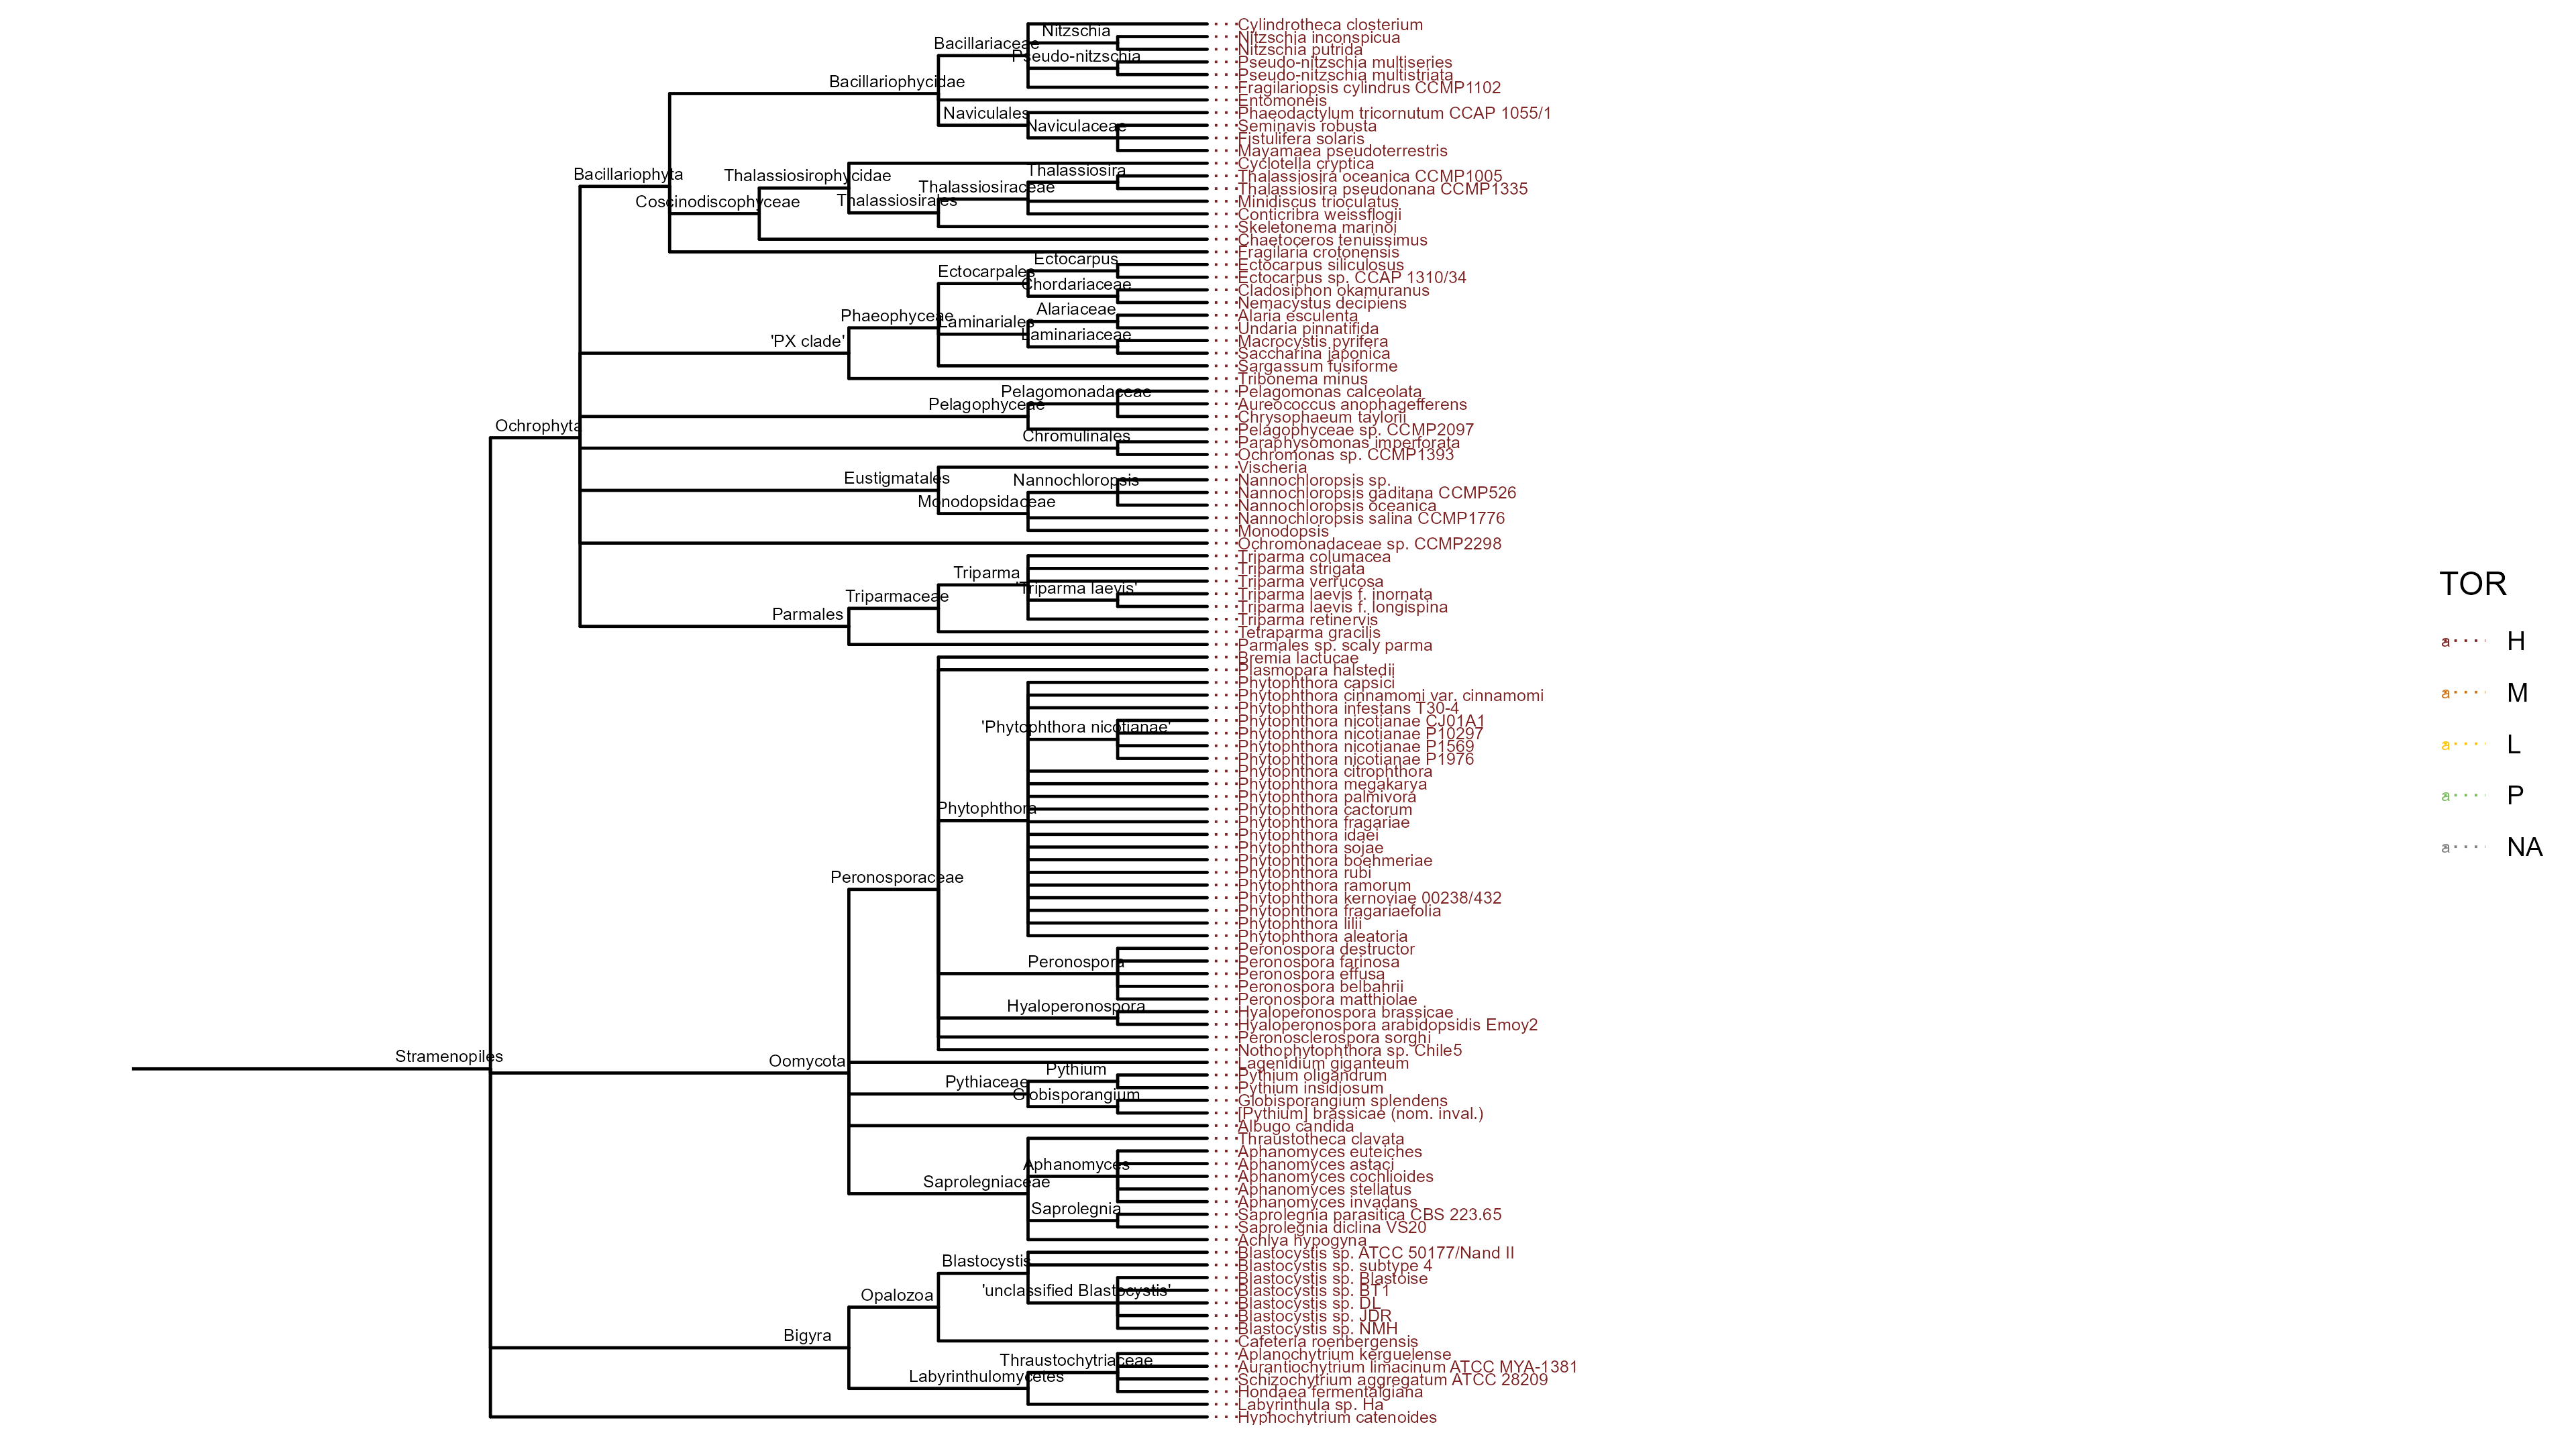 Cylindrotheca closterium
Nitzschia
Nitzschia inconspicua
Bacillariaceae
Nitzschia putrida
Pseudo-nitzschia
Pseudo-nitzschia multiseries
Pseudo-nitzschia multistriata
Bacillariophycidae
Fragilariopsis cylindrus CCMP1102
Entomoneis
Naviculales
Phaeodactylum tricornutum CCAP 1055/1
Naviculaceae
Seminavis robusta
Fistulifera solaris
Mayamaea pseudoterrestris
Cyclotella cryptica
Thalassiosira
Bacillariophyta
Thalassiosirophycidae
Thalassiosira oceanica CCMP1005
Thalassiosiraceae
Thalassiosira pseudonana CCMP1335
Coscinodiscophyceae
Thalassiosirales
Minidiscus trioculatus
Conticribra weissflogii
Skeletonema marinoi
Chaetoceros tenuissimus
Fragilaria crotonensis
Ectocarpus
Ectocarpus siliculosus
Ectocarpales
Ectocarpus sp. CCAP 1310/34
Chordariaceae
Cladosiphon okamuranus
Nemacystus decipiens
Alariaceae
Phaeophyceae
Alaria esculenta
Laminariales
Undaria pinnatifida
Laminariaceae
'PX clade'
Macrocystis pyrifera
Saccharina japonica
Sargassum fusiforme
Tribonema minus
Pelagomonadaceae
Pelagomonas calceolata
Pelagophyceae
Aureococcus anophagefferens
Chrysophaeum taylorii
Ochrophyta
Pelagophyceae sp. CCMP2097
Chromulinales
Paraphysomonas imperforata
Ochromonas sp. CCMP1393
Vischeria
Eustigmatales
Nannochloropsis
Nannochloropsis sp.
Nannochloropsis gaditana CCMP526
Monodopsidaceae
Nannochloropsis oceanica
Nannochloropsis salina CCMP1776
Monodopsis
Ochromonadaceae sp. CCMP2298
Triparma columacea
Triparma
Triparma strigata
Triparma verrucosa
'Triparma laevis'
Triparmaceae
Triparma laevis f. inornata
Triparma laevis f. longispina
Parmales
Triparma retinervis
Tetraparma gracilis
Parmales sp. scaly parma
Bremia lactucae
Plasmopara halstedii
Phytophthora capsici
Phytophthora cinnamomi var. cinnamomi
Phytophthora infestans T30-4
'Phytophthora nicotianae'
Phytophthora nicotianae CJ01A1
Phytophthora nicotianae P10297
Phytophthora nicotianae P1569
Phytophthora nicotianae P1976
Phytophthora citrophthora
Phytophthora megakarya
Phytophthora palmivora
Phytophthora
Phytophthora cactorum
Phytophthora fragariae
Phytophthora idaei
Phytophthora sojae
Phytophthora boehmeriae
Phytophthora rubi
Peronosporaceae
Phytophthora ramorum
Phytophthora kernoviae 00238/432
Phytophthora fragariaefolia
Phytophthora lilii
Phytophthora aleatoria
Peronospora destructor
Peronospora
Peronospora farinosa
Peronospora effusa
Peronospora belbahrii
Peronospora matthiolae
Hyaloperonospora
Hyaloperonospora brassicae
Hyaloperonospora arabidopsidis Emoy2
Peronosclerospora sorghi
Nothophytophthora sp. Chile5
Stramenopiles
Oomycota
Lagenidium giganteum
Pythium
Pythium oligandrum
Pythiaceae
Pythium insidiosum
Globisporangium
Globisporangium splendens
[Pythium] brassicae (nom. inval.)
Albugo candida
Thraustotheca clavata
Aphanomyces euteiches
Aphanomyces
Aphanomyces astaci
Saprolegniaceae
Aphanomyces cochlioides
Aphanomyces stellatus
Aphanomyces invadans
Saprolegnia
Saprolegnia parasitica CBS 223.65
Saprolegnia diclina VS20
Achlya hypogyna
Blastocystis sp. ATCC 50177/Nand II
Blastocystis
Blastocystis sp. subtype 4
Blastocystis sp. Blastoise
'unclassified Blastocystis'
Blastocystis sp. BT1
Opalozoa
Blastocystis sp. DL
Blastocystis sp. JDR
Blastocystis sp. NMH
Bigyra
Cafeteria roenbergensis
Aplanochytrium kerguelense
Thraustochytriaceae
Aurantiochytrium limacinum ATCC MYA-1381
Labyrinthulomycetes
Schizochytrium aggregatum ATCC 28209
Hondaea fermentalgiana
Labyrinthula sp. Ha
Hyphochytrium catenoides
TOR
a H
a M
a L
a P
a NA